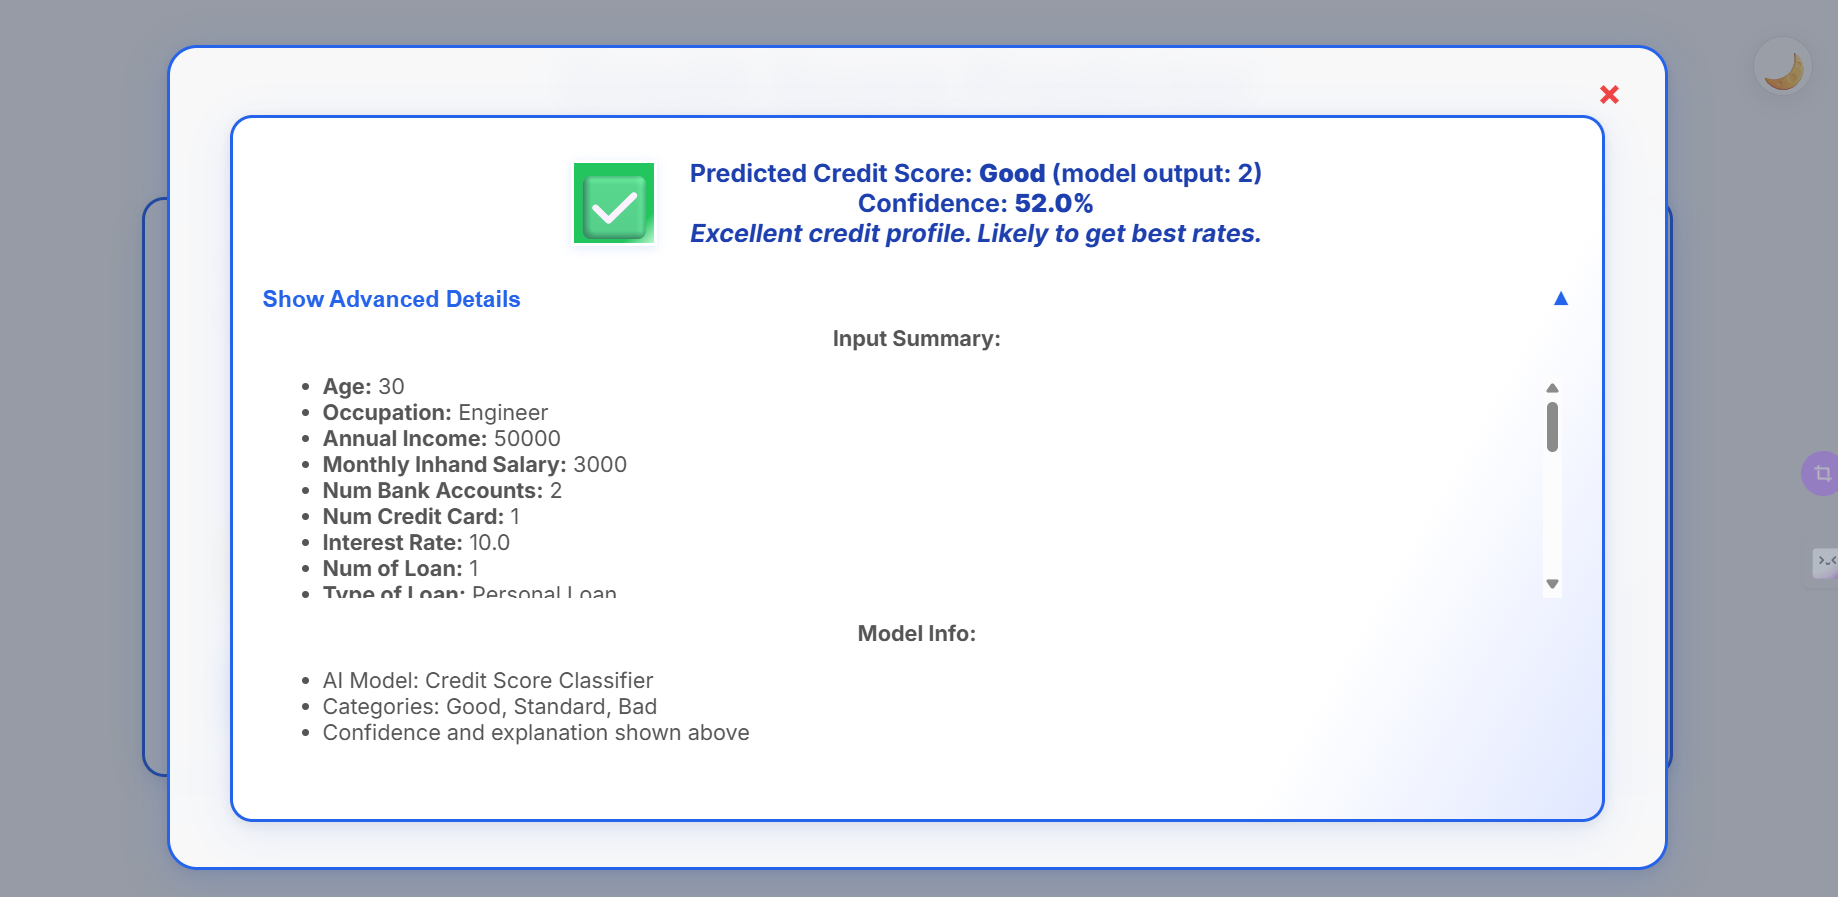 Predicted Credit Score: Good (model output: 2)
Confidence: 52.0%
Excellent credit profile. Likely to get best rates.
Show Advanced Details ▲
Input Summary:
• Age: 30
• Occupation: Engineer
• Annual Income: 50000
• Monthly Inhand Salary: 3000
• Num Bank Accounts: 2
• Num Credit Card: 1
• Interest Rate: 10.0
• Num of Loan: 1
• Type of Loan: Personal Loan
Model Info:
• AI Model: Credit Score Classifier
• Categories: Good, Standard, Bad
• Confidence and explanation shown above